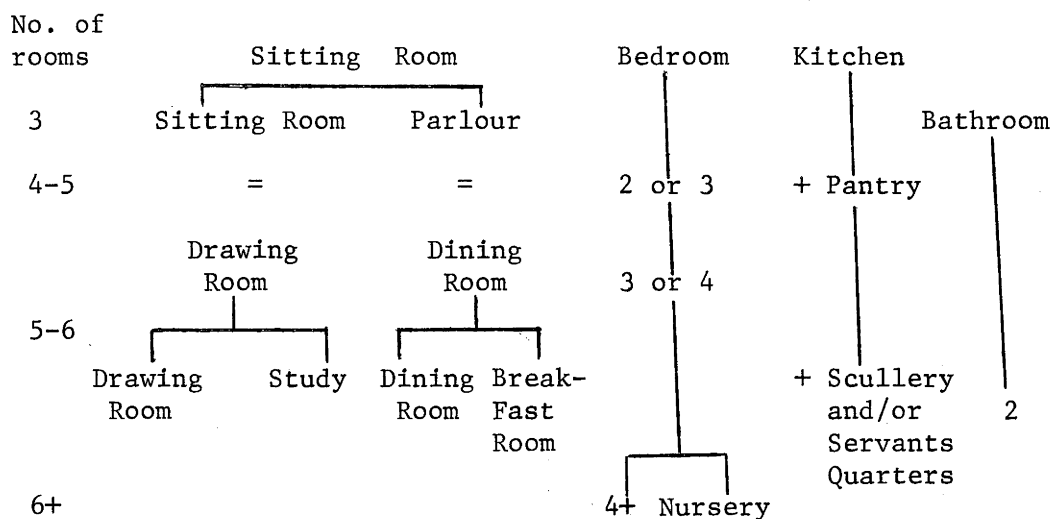 No. of
rooms Sitting Room Bedroom Kitchen
3 Sitting Room Parlour Bathroom
4-5 = = 2 or 3 + Pantry
Drawing Dining
Room Room 3 or 4
5-6
Drawing Study Dining Break- + Scullery
Room Room Fast and/or 2
Room Servants
Quarters
6+ 4+ Nursery